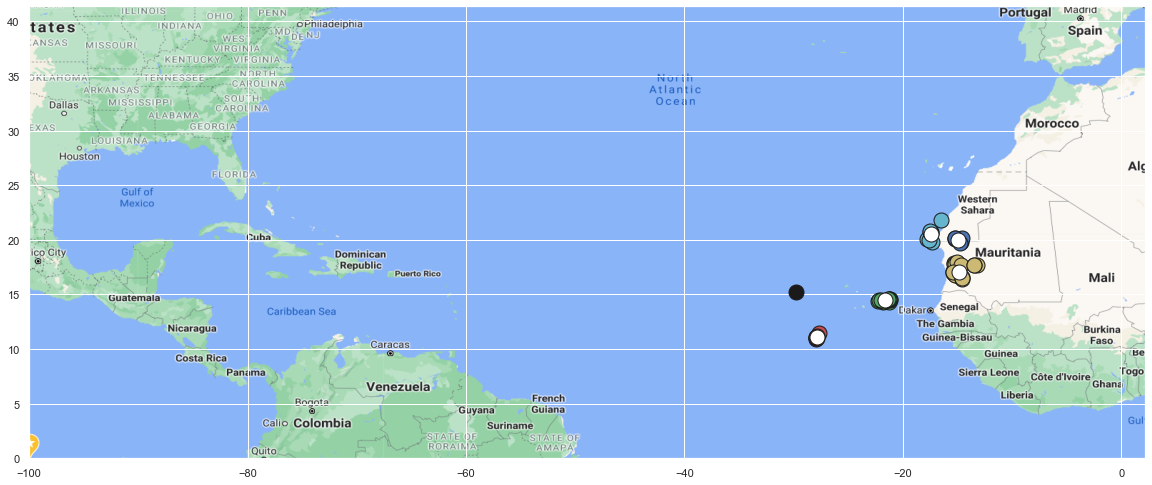 40
35
30
25
20
15
10
5
0
−100
−80
−60
−40
−20
0
ILLINOIS
OHIO
PENN
tates
INDIANA
Philadelphia
MD
DE
NJ
KANSAS
MISSOURI
WEST
VIRGINIA
KENTUCKY
VIRGINIA
OKLAHOMA
TENNESSEE
NORTH
CAROLINA
ARKANSAS
MISSISSIPPI
SOUTH
CAROLINA
Dallas
ALABAMA
GEORGIA
EXAS
LOUISIANA
Houston
FLORIDA
Gulf of
Mexico
Cuba
ico City
Dominican
Republic
Puerto Rico
Guatemala
Caribbean Sea
Nicaragua
Caracas
Costa Rica
Panama
Venezuela
Bogota
Guyana
French
Guiana
Cali
Colombia
Suriname
STATE OF
RORAIMA
STATE OF
AMAPA
Quito
North
Atlantic
Ocean
Portugal
Madrid
Spain
Morocco
Alg
Western
Sahara
Mauritania
Mali
Dakar
Senegal
The Gambia
Guinea-Bissau
Burkina
Faso
Guinea
Be
Sierra Leone
Côte d'Ivoire
Togo
Ghana
Liberia
Gul